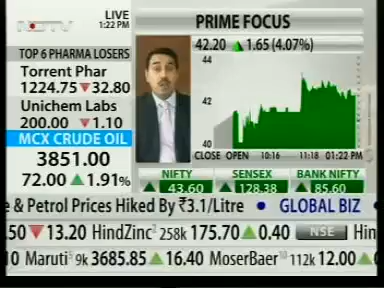 NDTV
LIVE
1:22 PM
PRIME FOCUS
42.20 ▲ 1.65 (4.07%)
TOP 6 PHARMA LOSERS
Torrent Phar
1224.75 ▼ 32.80
Unichem Labs
200.00 ▼ 1.10
MCX CRUDE OIL
3851.00
72.00 ▲ 1.91%
44
42
40
CLOSE OPEN 10:16 11:18 01:22 PM
NIFTY SENSEX BANK NIFTY
▲ 43.60 ▲ 128.38 ▲ 85.60
e & Petrol Prices Hiked By ₹3.1/Litre • GLOBAL BIZ •
.50 ▼ 13.20 HindZinc² 258k 175.70 ▲ 0.40 NSE Hin
10 Maruti⁵ 9k 3685.85 ▲ 16.40 MoserBaer¹⁰ 112k 12.00 ▲ 0